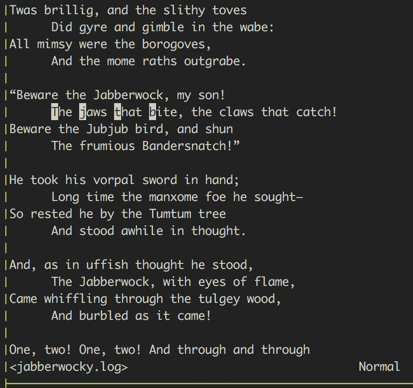 Twas brillig, and the slithy toves
Did gyre and gimble in the wabe:
All mimsy were the borogoves,
And the mome raths outgrabe.
“Beware the Jabberwock, my son!
The jaws that bite, the claws that catch!
Beware the Jubjub bird, and shun
The frumious Bandersnatch!”
He took his vorpal sword in hand;
Long time the manxome foe he sought—
So rested he by the Tumtum tree
And stood awhile in thought.
And, as in uffish thought he stood,
The Jabberwock, with eyes of flame,
Came whiffling through the tulgey wood,
And burbled as it came!
One, two! One, two! And through and through
<jabberwocky.log> Normal